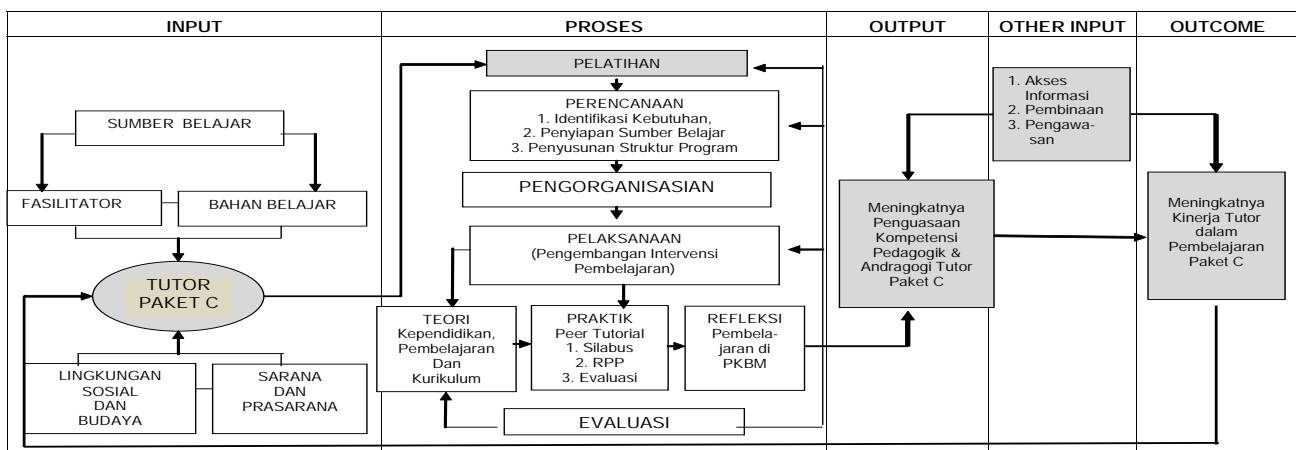 INPUT
PROSES
OUTPUT
OTHER INPUT
OUTCOME
SUMBER BELAJAR
FASILITATOR
BAHAN BELAJAR
TUTOR
PAKET C
LINGKUNGAN
SOSIAL
DAN
BUDAYA
SARANA
DAN
PRASARANA
PELATIHAN
PERENCANAAN
1. Identifikasi Kebutuhan,
2. Penyiapan Sumber Belajar
3. Penyusunan Struktur Program
PENGORGANISASIAN
PELAKSANAAN
(Pengembangan Intervensi
Pembelajaran)
TEORI
Kependidikan,
Pembelajaran
Dan
Kurikulum
PRAKTIK
Peer Tutorial
1. Silabus
2. RPP
3. Evaluasi
REFLEKSI
Pembela-
jaran di
PKBM
EVALUASI
Meningkatnya
Penguasaan
Kompetensi
Pedagogik &
Andragogi Tutor
Paket C
1. Akses
Informasi
2. Pembinaan
3. Pengawa-
san
Meningkatnya
Kinerja Tutor
dalam
Pembelajaran
Paket C